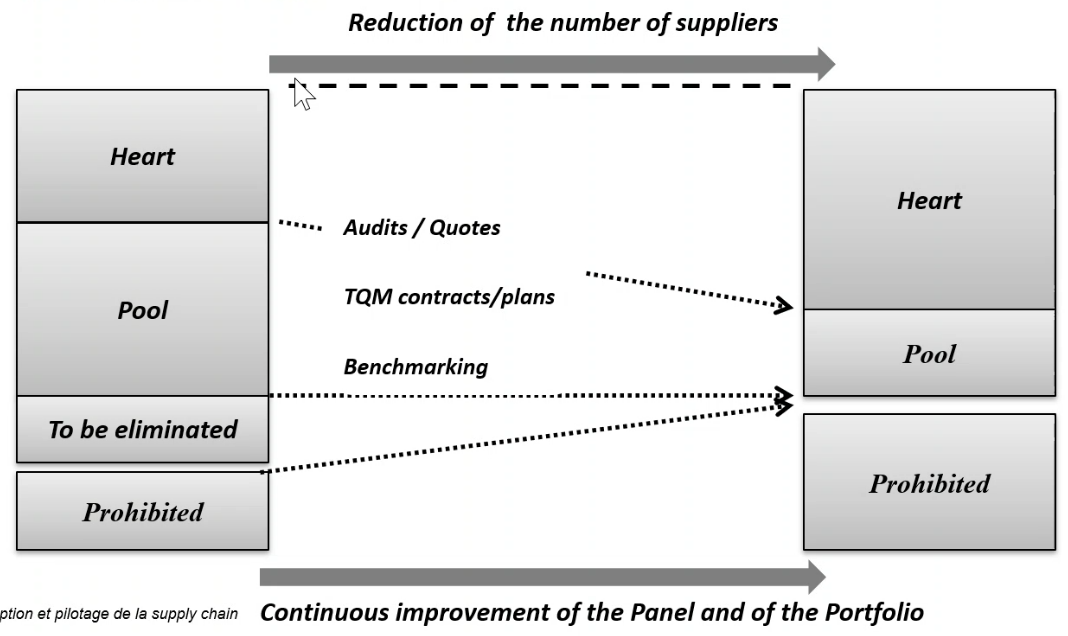 Reduction of the number of suppliers
Heart
Heart
Audits / Quotes
TQM contracts/plans
Pool
Pool
Benchmarking
To be eliminated
Prohibited
Prohibited
ption et pilotage de la supply chain
Continuous improvement of the Panel and of the Portfolio